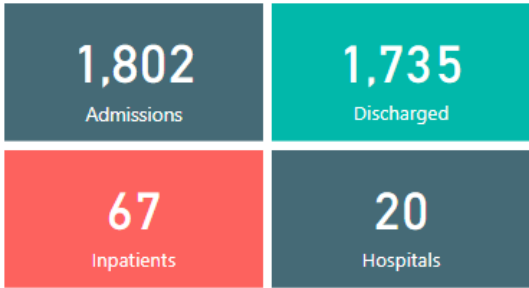 1,802
Admissions
1,735
Discharged
67
Inpatients
20
Hospitals